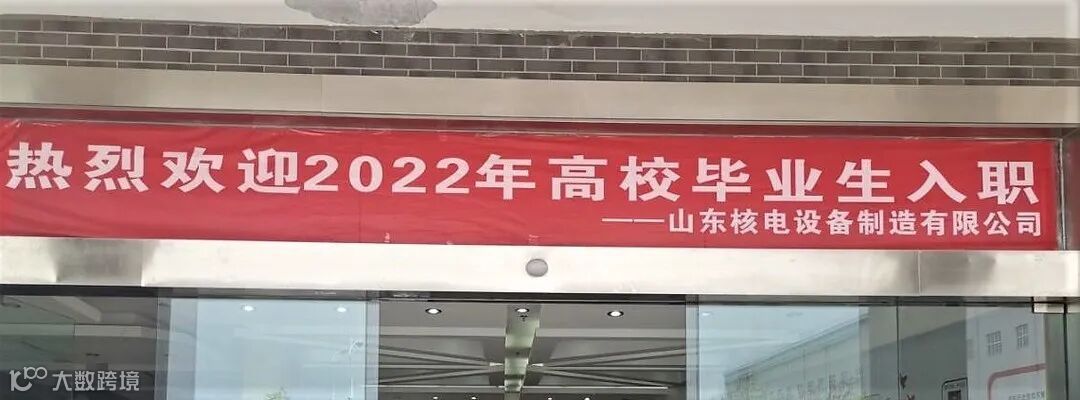 热烈欢迎2022年高校毕业生入职
——山东核电设备制造有限公司
大数跨境